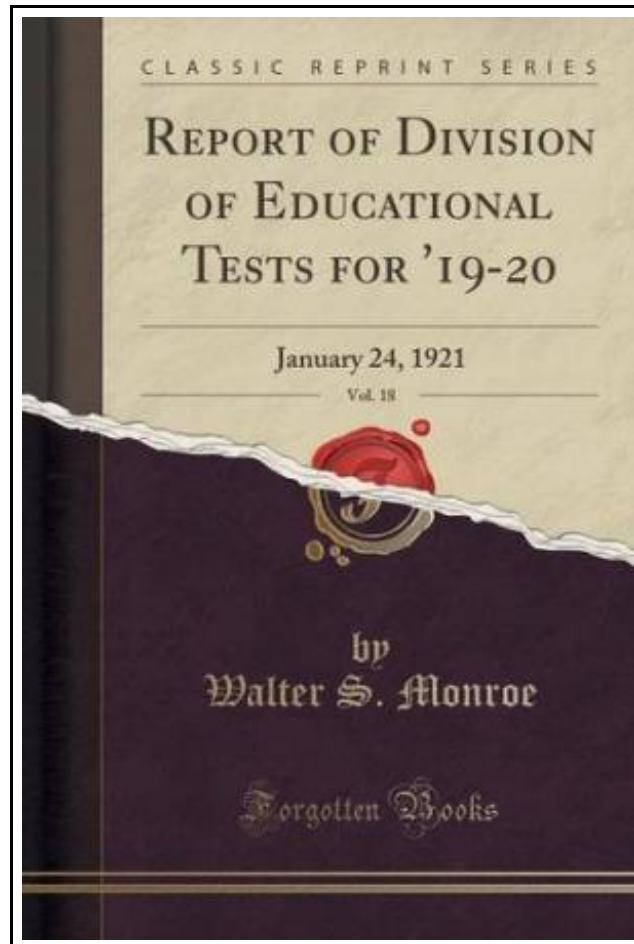 CLASSIC REPRINT SERIES
REPORT OF DIVISION
OF EDUCATIONAL
TESTS FOR '19-20
January 24, 1921
Vol. 18
by
Walter S. Monroe
Forgotten Books